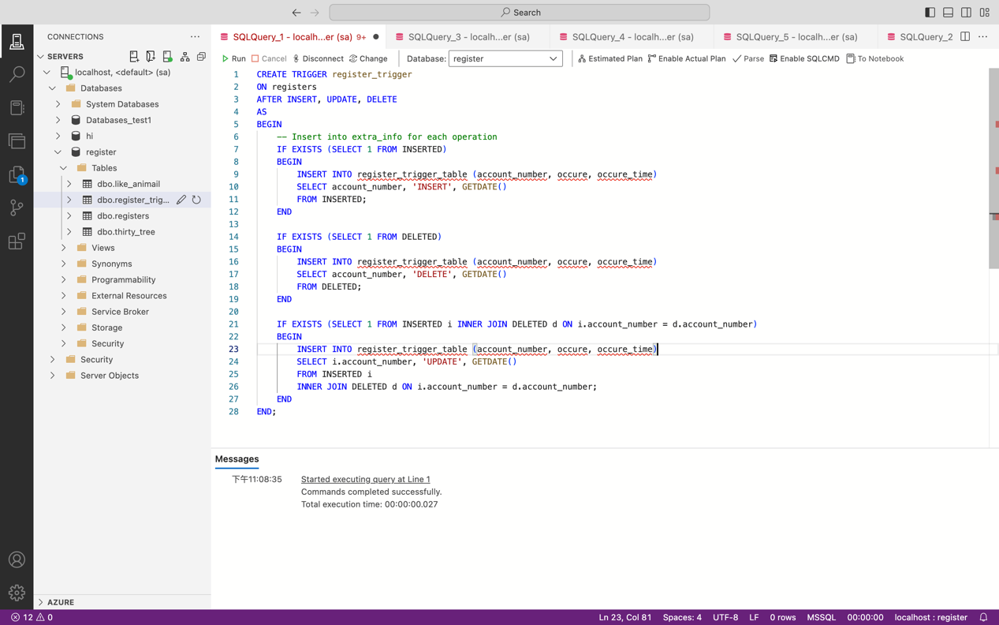 Search
CONNECTIONS
SERVERS
localhost, <default> (sa)
Databases
System Databases
Databases_test1
hi
register
Tables
dbo.like_animail
dbo.register_trig...
dbo.registers
dbo.thirty_tree
Views
Synonyms
Programmability
External Resources
Service Broker
Storage
Security
Security
Server Objects
AZURE
1
SQLQuery_1 - localh...er (sa) 9+
SQLQuery_3 - localh...er (sa)
SQLQuery_4 - localh...er (sa)
SQLQuery_5 - localh...er (sa)
SQLQuery_2
Run Cancel Disconnect Change Database: register Estimated Plan Enable Actual Plan Parse Enable SQLCMD To Notebook
1 CREATE TRIGGER register_trigger
2 ON registers
3 AFTER INSERT, UPDATE, DELETE
4 AS
5 BEGIN
6 -- Insert into extra_info for each operation
7 IF EXISTS (SELECT 1 FROM INSERTED)
8 BEGIN
9 INSERT INTO register_trigger_table (account_number, occure, occure_time)
10 SELECT account_number, 'INSERT', GETDATE()
11 FROM INSERTED;
12 END
13
14 IF EXISTS (SELECT 1 FROM DELETED)
15 BEGIN
16 INSERT INTO register_trigger_table (account_number, occure, occure_time)
17 SELECT account_number, 'DELETE', GETDATE()
18 FROM DELETED;
19 END
20
21 IF EXISTS (SELECT 1 FROM INSERTED i INNER JOIN DELETED d ON i.account_number = d.account_number)
22 BEGIN
23 INSERT INTO register_trigger_table (account_number, occure, occure_time)
24 SELECT i.account_number, 'UPDATE', GETDATE()
25 FROM INSERTED i
26 INNER JOIN DELETED d ON i.account_number = d.account_number;
27 END
28 END;
Messages
下午11:08:35 Started executing query at Line 1
Commands completed successfully.
Total execution time: 00:00:00.027
12 0
Ln 23, Col 81 Spaces: 4 UTF-8 LF 0 rows MSSQL 00:00:00 localhost : register